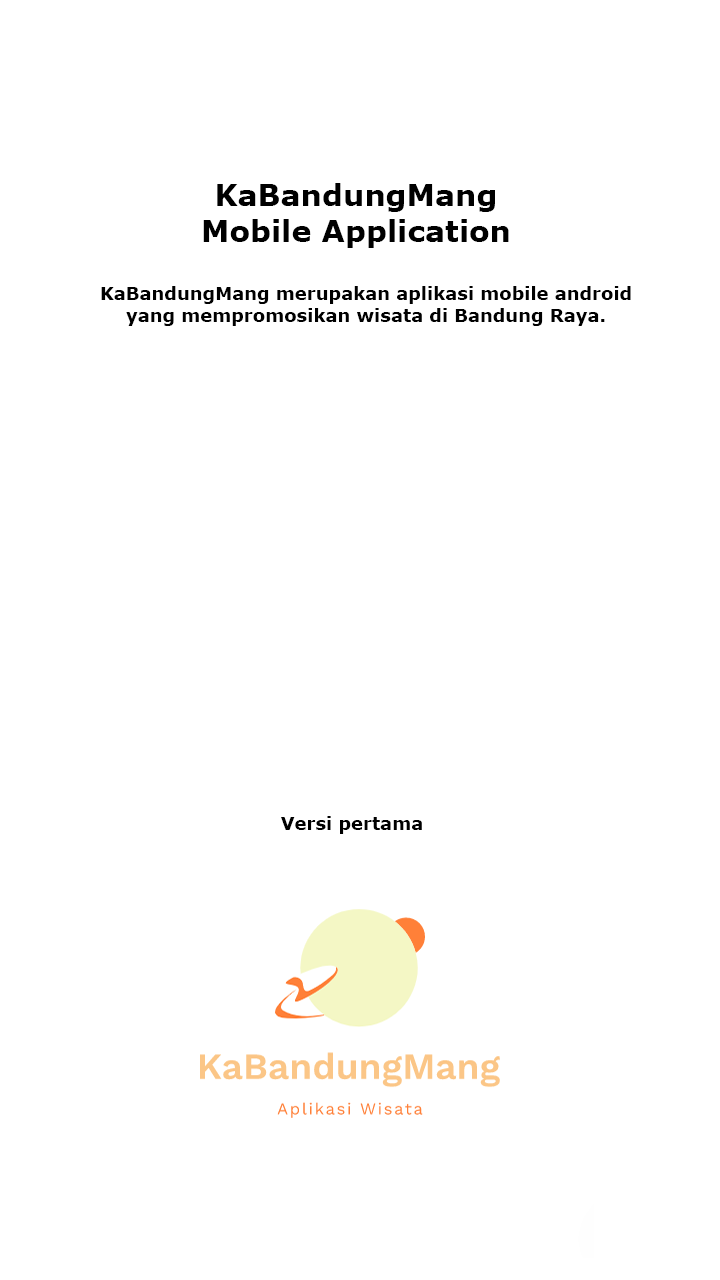 KaBandungMang
Mobile Application
KaBandungMang merupakan aplikasi mobile android
yang mempromosikan wisata di Bandung Raya.
Versi pertama
KaBandungMang
Aplikasi Wisata